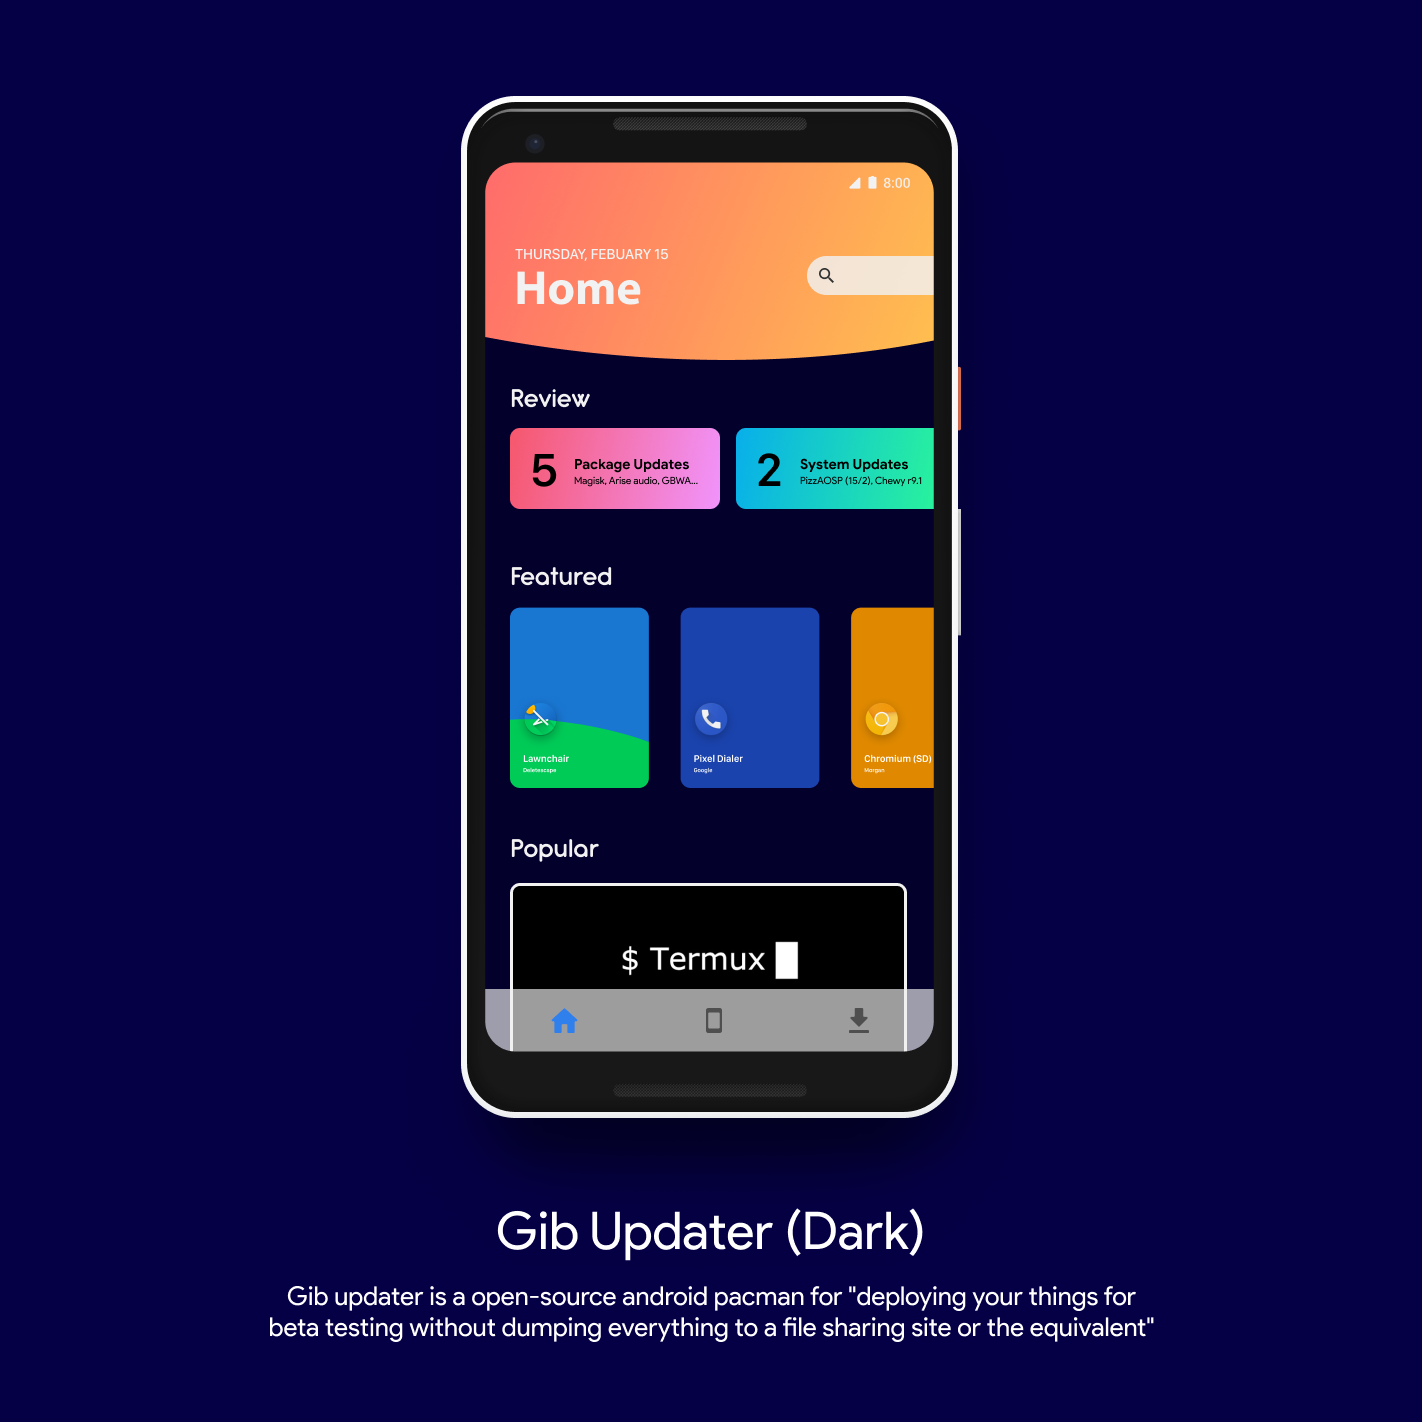 8:00
THURSDAY, FEBUARY 15
Home
Review
5
Package Updates
Magisk, Arise audio, GBWA...
2
System Updates
PizzAOSP (15/2), Chewy r9.1
Featured
Lawnchair
Deletescape
Pixel Dialer
Google
Chromium (SD)
Morgan
Popular
$ Termux
Gib Updater (Dark)
Gib updater is a open-source android pacman for "deploying your things for
beta testing without dumping everything to a file sharing site or the equivalent"